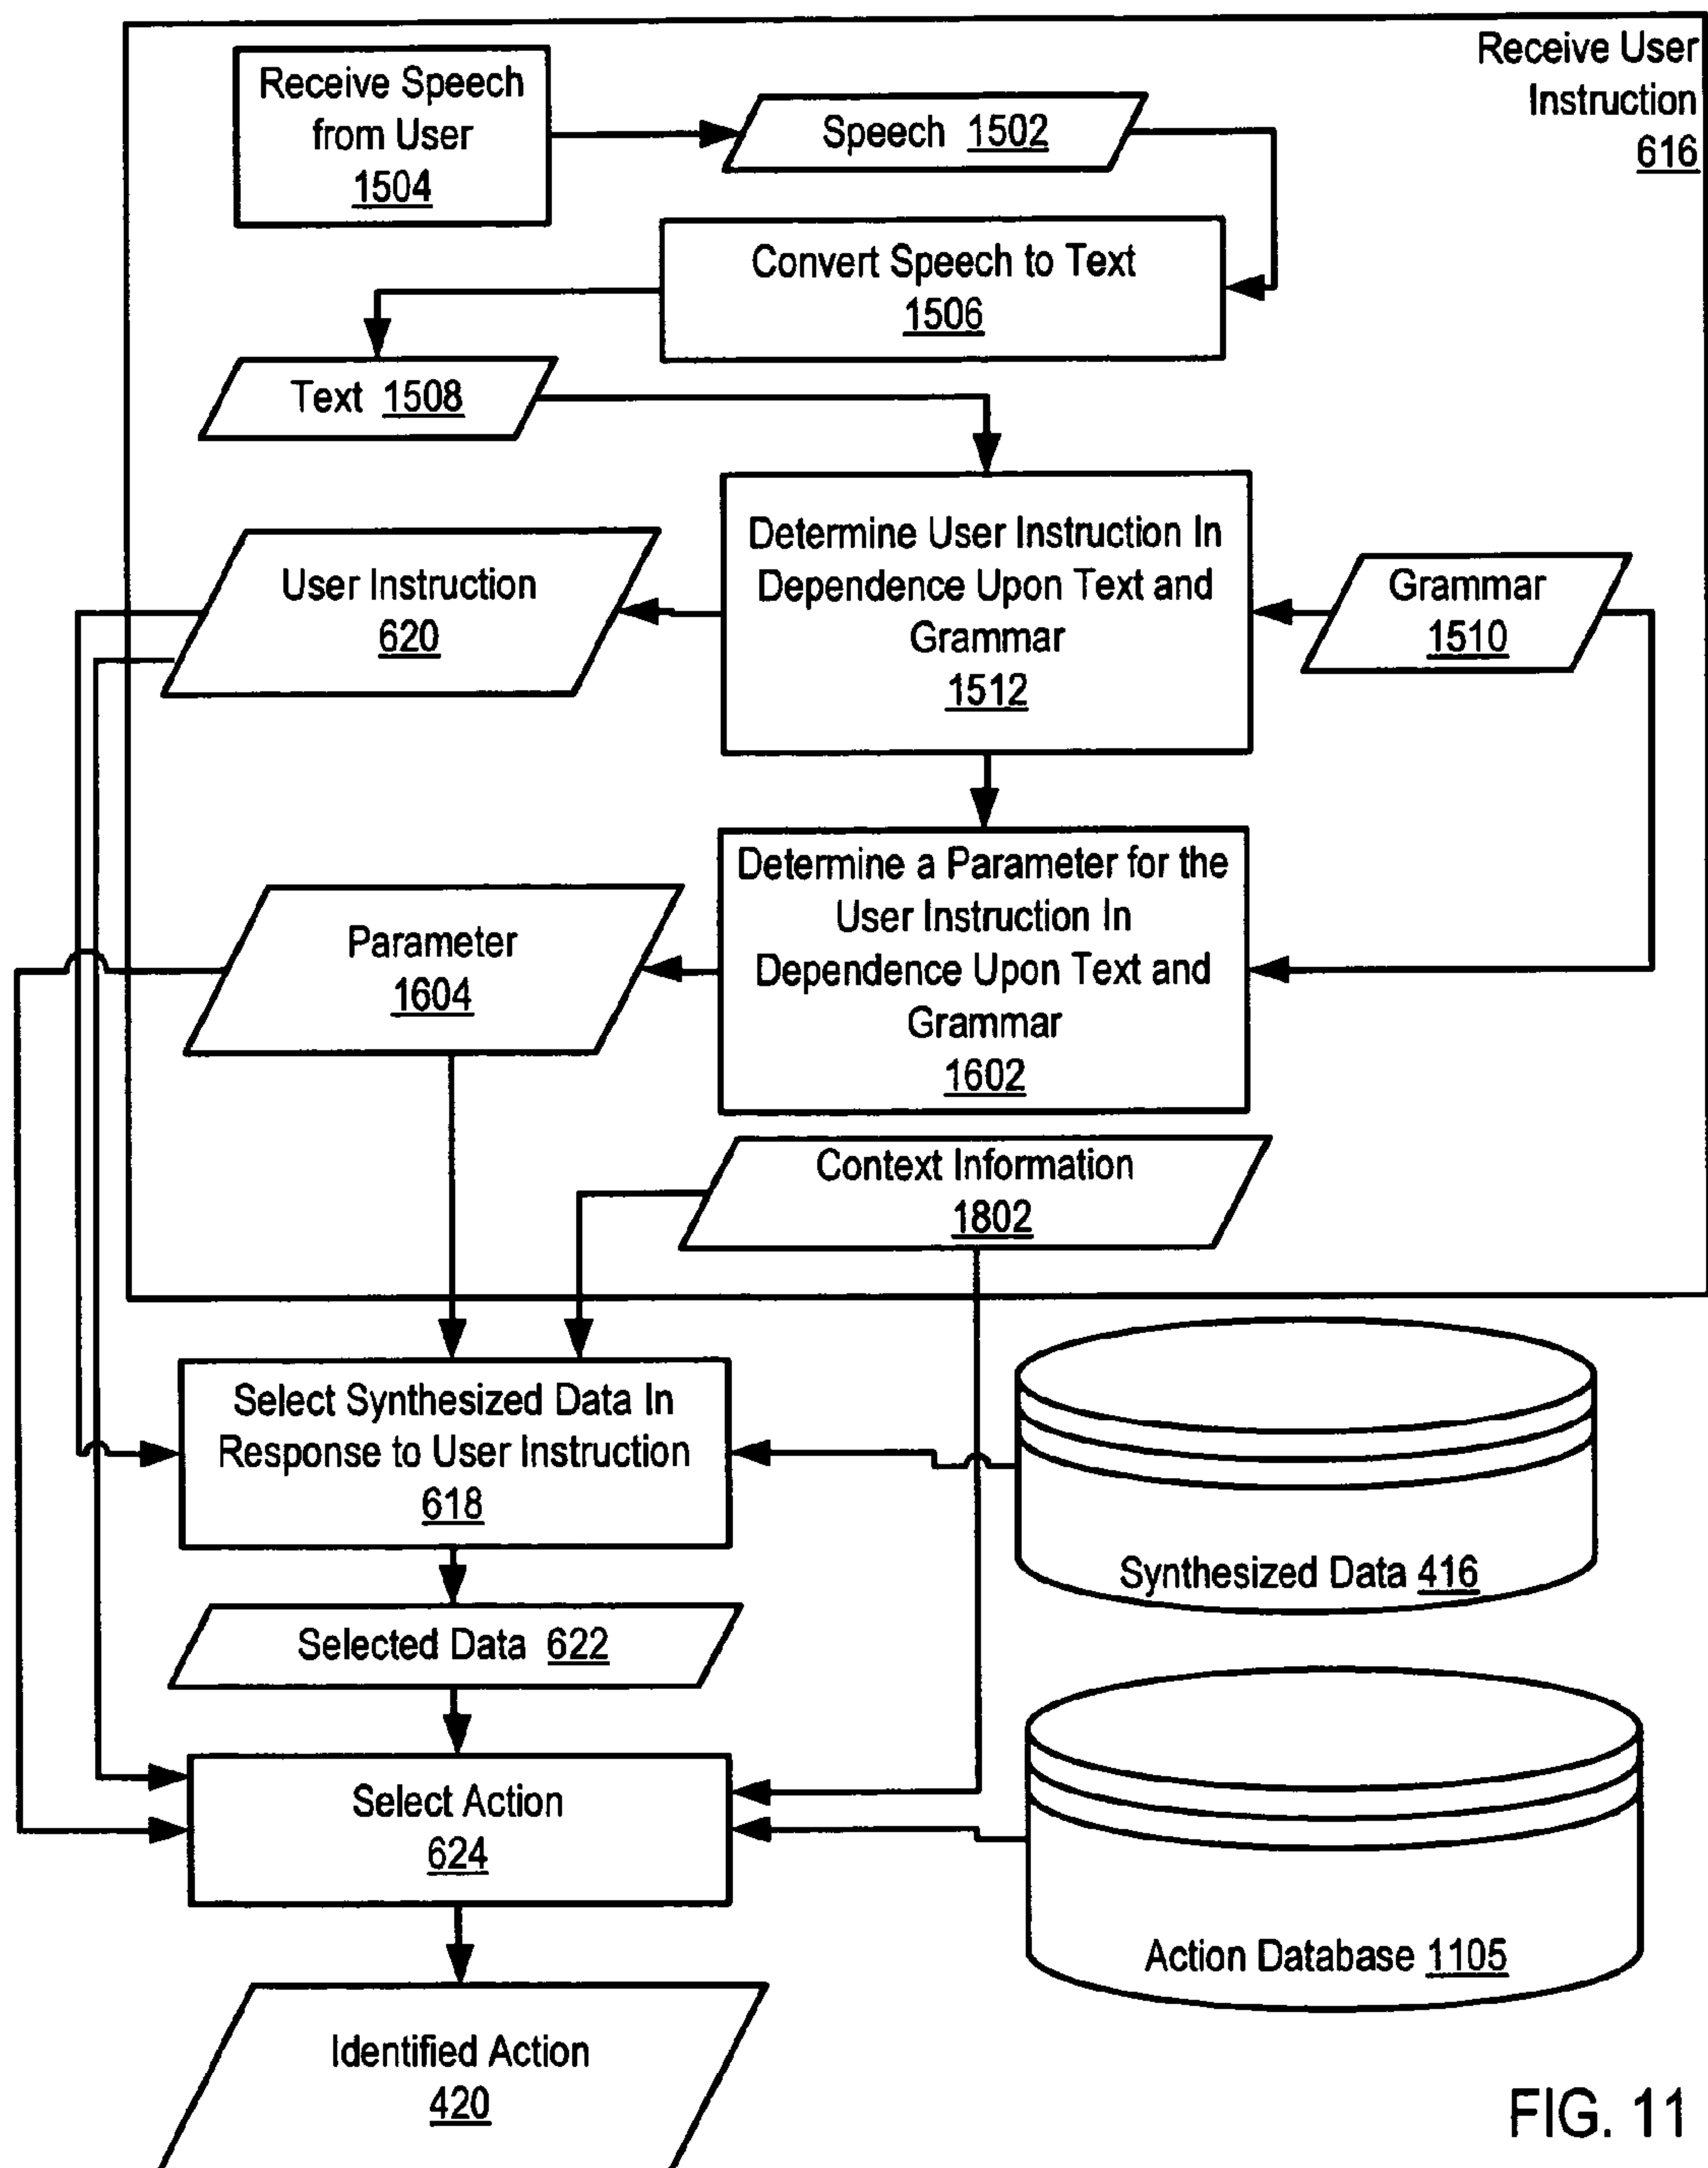 Receive User
Instruction
616
Receive Speech
from User
1504
Speech 1502
Convert Speech to Text
1506
Text 1508
Determine User Instruction In
Dependence Upon Text and
Grammar
1512
User Instruction
620
Grammar
1510
Determine a Parameter for the
User Instruction In
Dependence Upon Text and
Grammar
1602
Parameter
1604
Context Information
1802
Select Synthesized Data In
Response to User Instruction
618
Synthesized Data 416
Selected Data 622
Select Action
624
Action Database 1105
Identified Action
420
FIG. 11